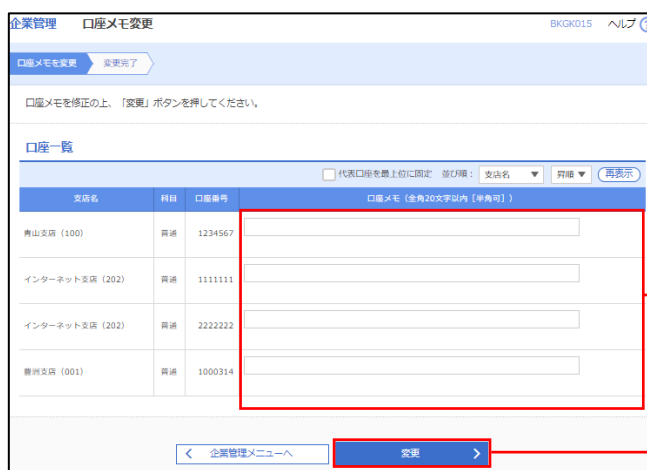 企業管理 口座メモ変更 BKGK015 ヘルプ ?
口座メモを変更 変更完了
口座メモを修正の上、「変更」ボタンを押してください。
口座一覧
代表口座を最上位に固定 並び順： 支店名 ▼ 昇順 ▼ 再表示
支店名 科目 口座番号 口座メモ（全角20文字以内［半角可］）
青山支店（100） 普通 1234567
インターネット支店（202） 普通 1111111
インターネット支店（202） 普通 2222222
豊洲支店（001） 普通 1000314
企業管理メニューへ 変更